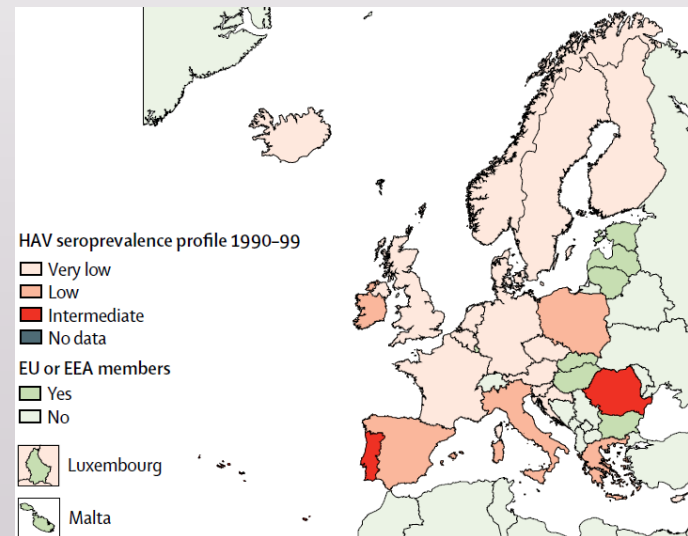 HAV seroprevalence profile 1990–99
Very low
Low
Intermediate
No data
EU or EEA members
Yes
No
Luxembourg
Malta